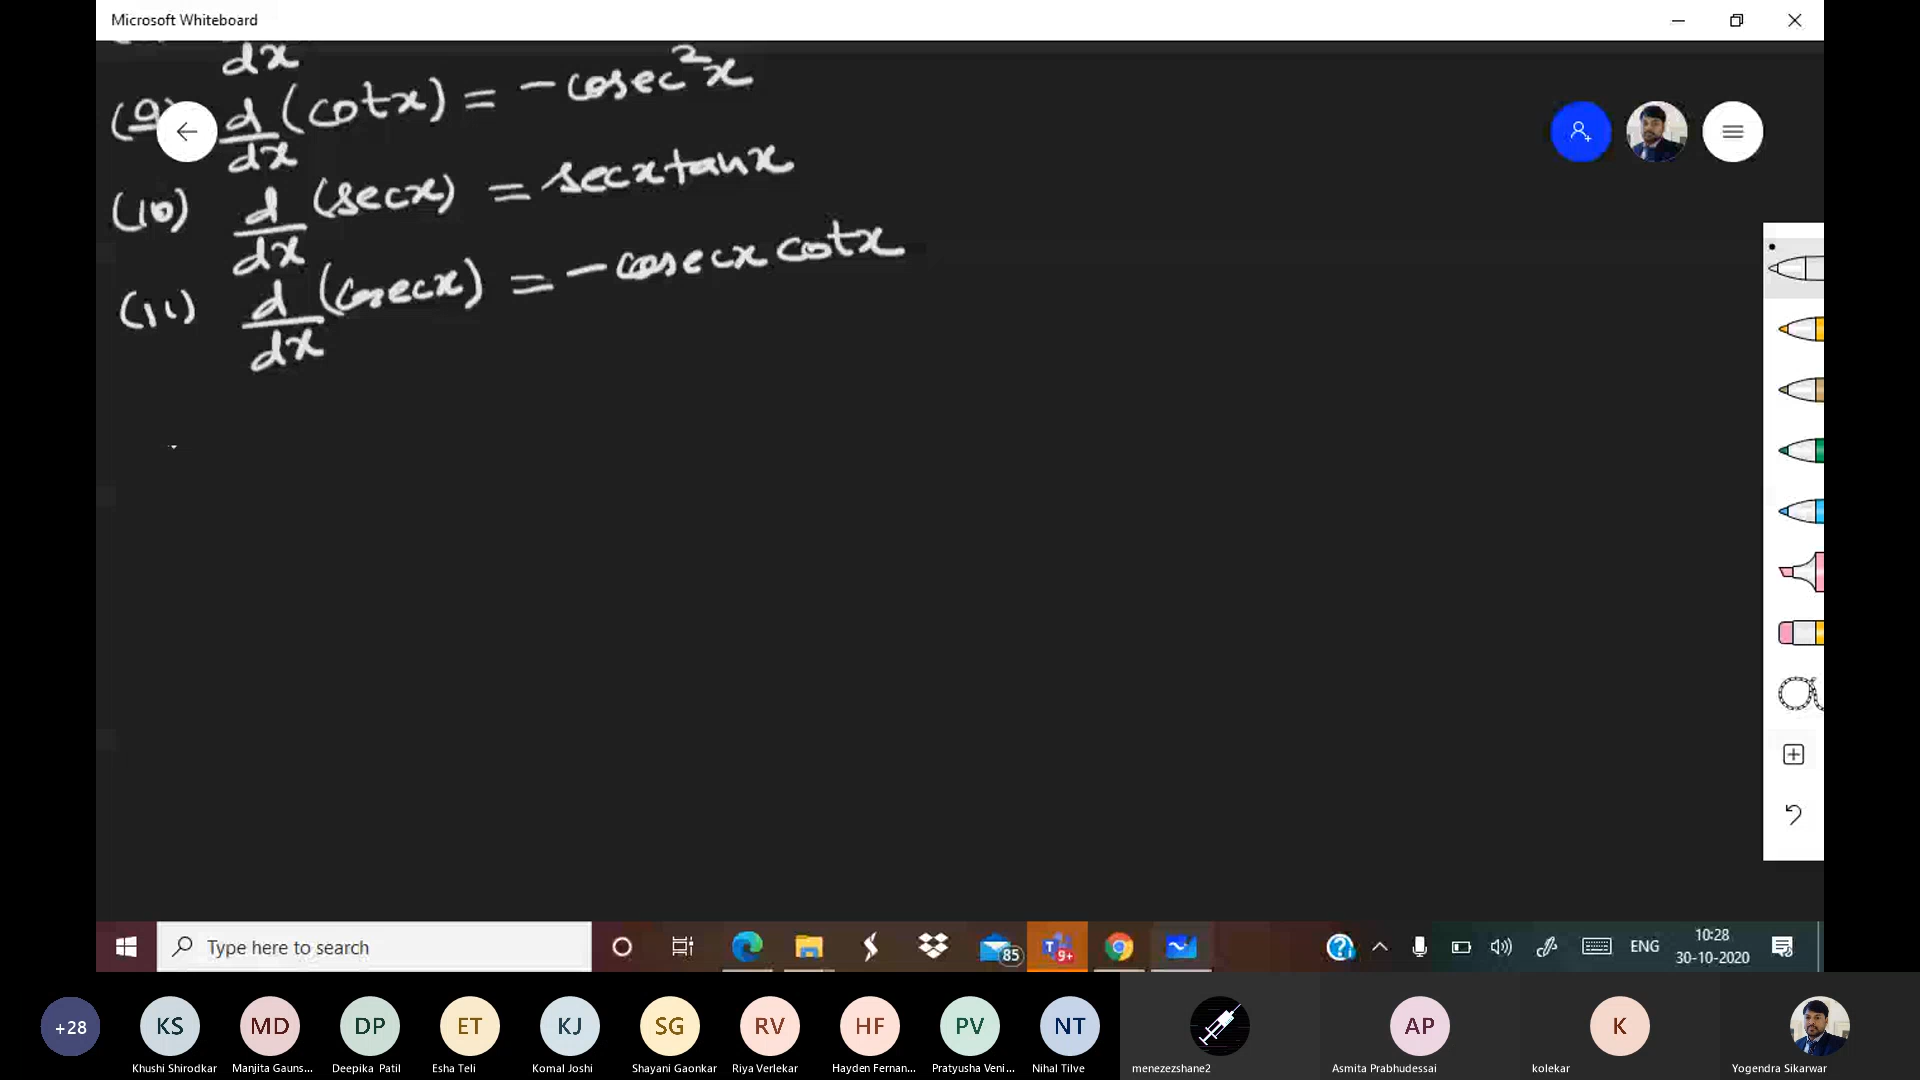 Microsoft Whiteboard
dx
(9) d/dx (cotx) = -cosec²x
(10) d/dx (secx) = secxtanx
(11) d/dx (cosecx) = -cosecx cotx
Type here to search
85
T
9+
ENG
10:28
30-10-2020
+28
KS
MD
DP
ET
KJ
SG
RV
HF
PV
NT
AP
K
Khushi Shirodkar
Manjita Gauns...
Deepika Patil
Esha Teli
Komal Joshi
Shayani Gaonkar
Riya Verlekar
Hayden Fernan...
Pratyusha Veni...
Nihal Tilve
menezezshane2
Asmita Prabhudessai
kolekar
Yogendra Sikarwar